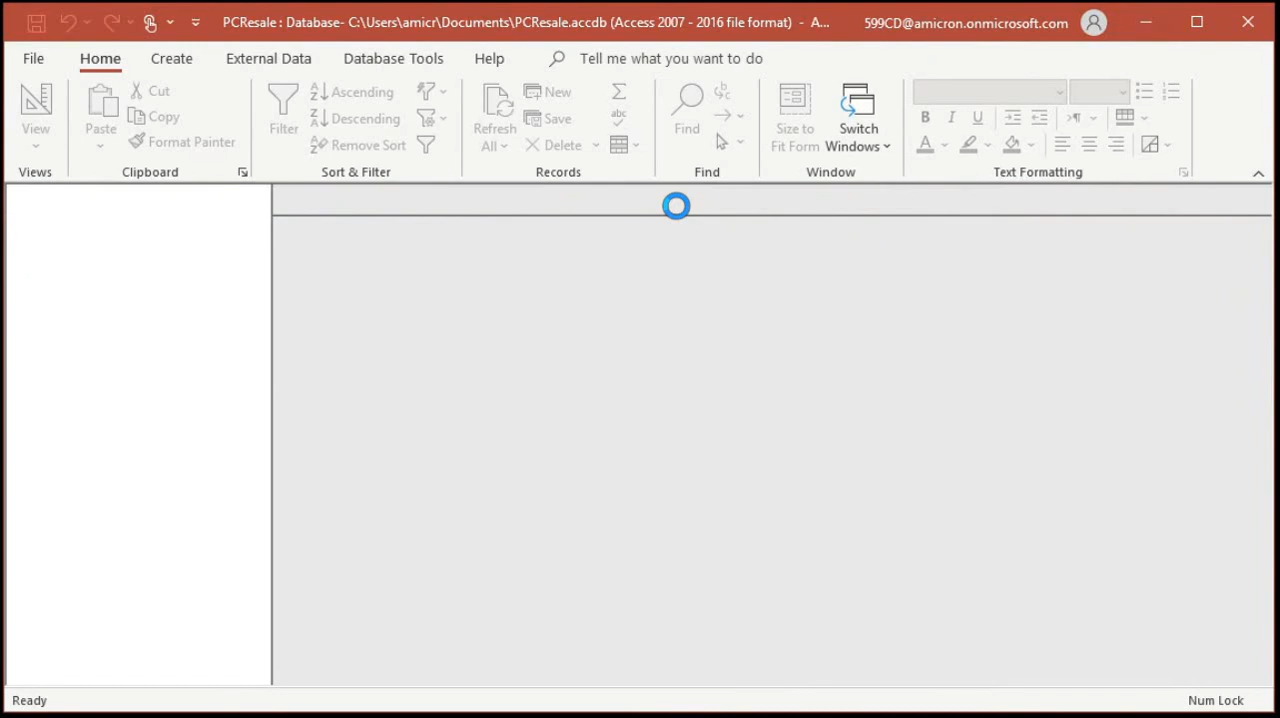 PCResale : Database- C:\Users\amicr\Documents\PCResale.accdb (Access 2007 - 2016 file format) - A...
599CD@amicron.onmicrosoft.com
File Home Create External Data Database Tools Help Tell me what you want to do
View
Paste
Cut
Copy
Format Painter
Filter
Ascending
Descending
Remove Sort
Refresh
All
New
Save
Delete
Find
Size to
Fit Form
Switch
Windows
B I U
A
Views Clipboard Sort & Filter Records Find Window Text Formatting
Ready Num Lock